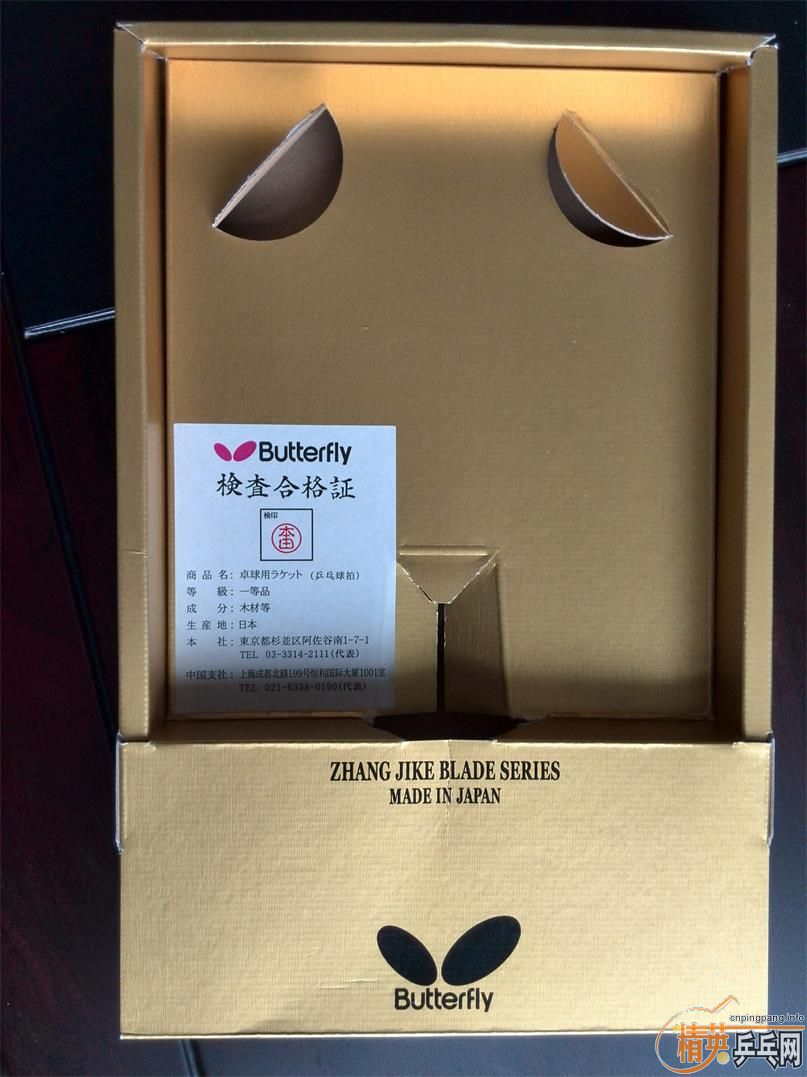 Butterfly
検査合格証
検印
商品名：卓球用ラケット（乒乓球拍）
等　級：一等品
成　分：木材等
生産地：日本
本　社：東京都杉並区阿佐谷南1-7-1
TEL 03-3314-2111(代表)
中国支社：上海成都北路199号恒利国际大厦1001室
TEL 021-6358-0190(代表)
ZHANG JIKE BLADE SERIES
MADE IN JAPAN
Butterfly
cnpingpang.info
精英乒乓网